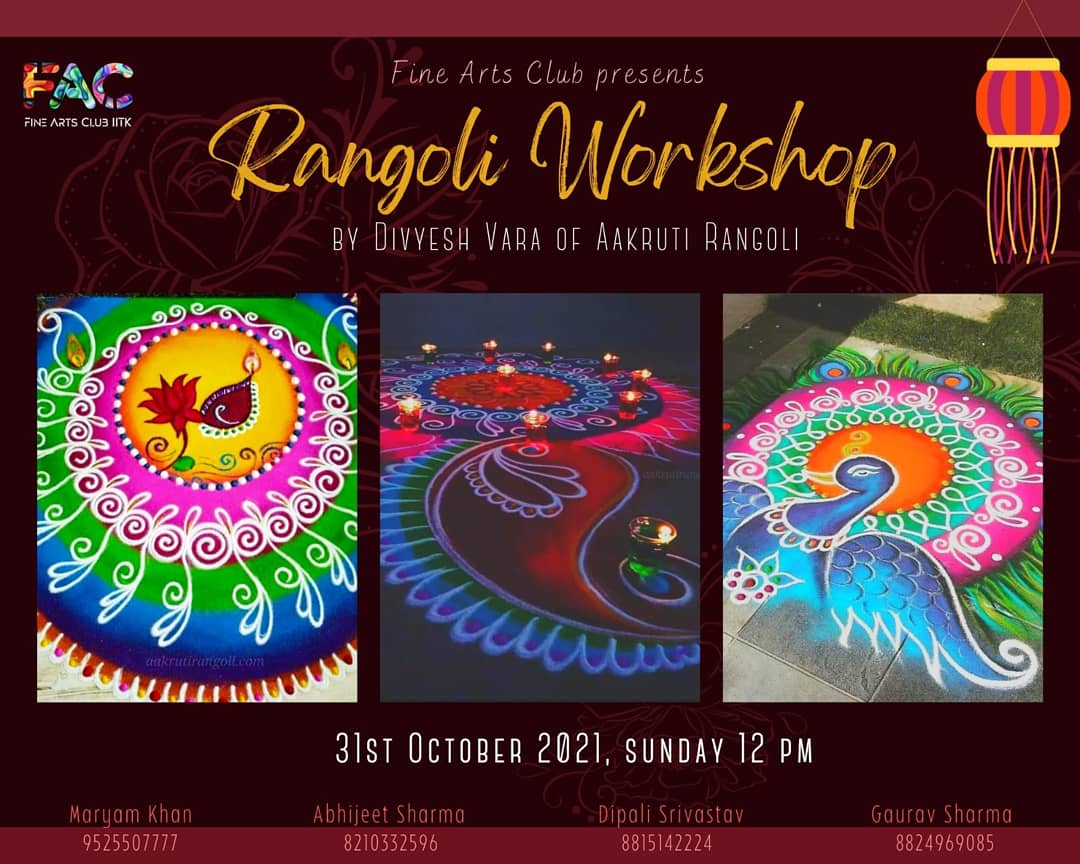 Fine Arts Club presents
FAC
FINE ARTS CLUB IITK
Rangoli Workshop
BY DIVYESH VARA OF AAKRUTI RANGOLI
aakrutirangoli.com
31ST OCTOBER 2021, SUNDAY 12 PM
Maryam Khan
9525507777
Abhijeet Sharma
8210332596
Dipali Srivastav
8815142224
Gaurav Sharma
8824969085